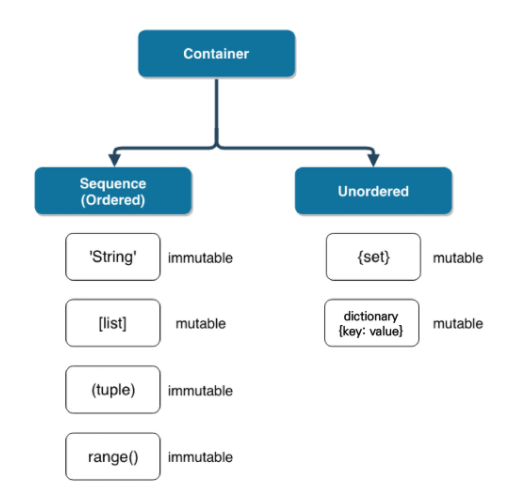 Container
Sequence
(Ordered)
Unordered
'String'
immutable
{set}
mutable
[list]
mutable
dictionary
{key: value}
mutable
(tuple)
immutable
range()
immutable